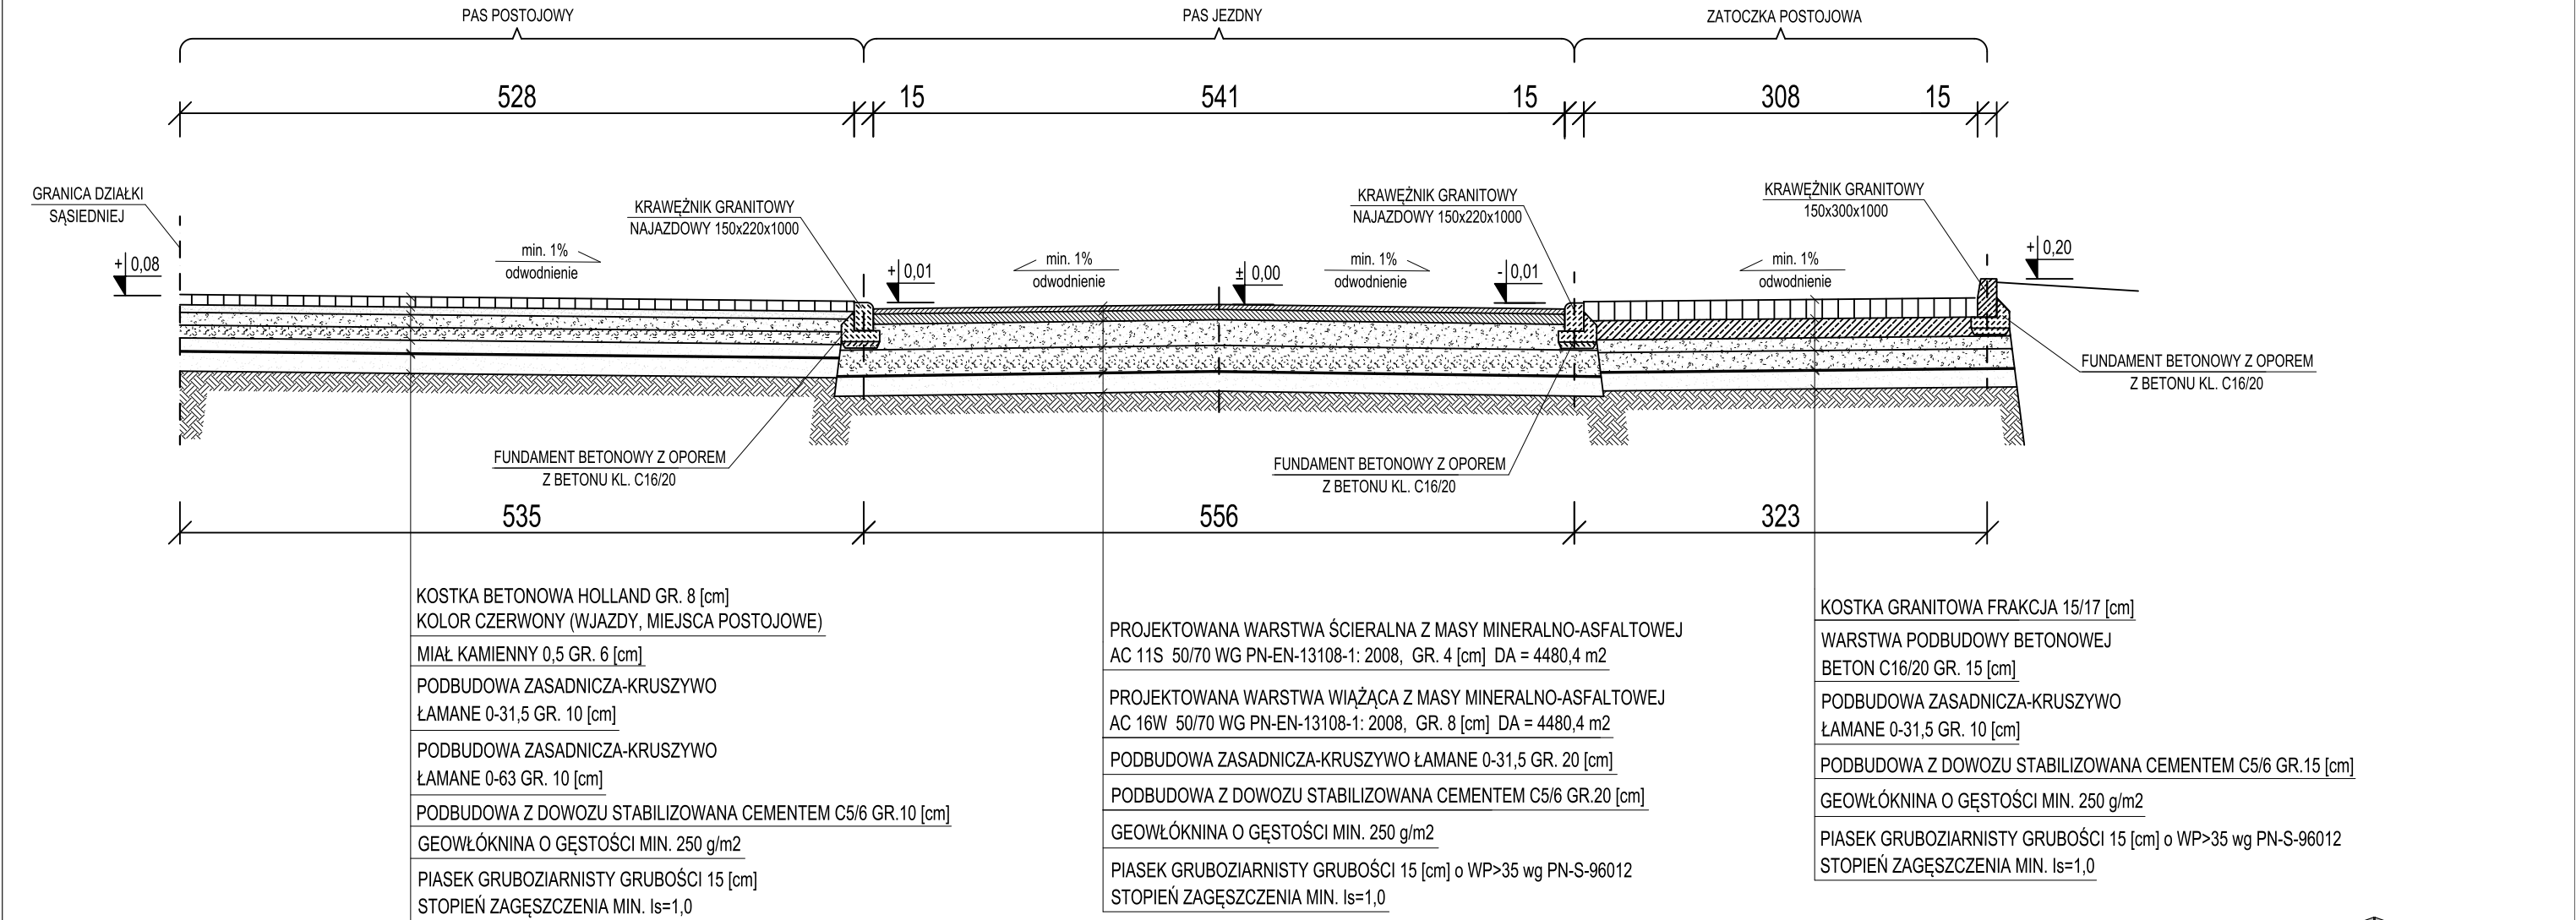 PAS POSTOJOWY
PAS JEZDNY
ZATOCZKA POSTOJOWA
528
15
541
15
308
15
GRANICA DZIAŁKI
SĄSIEDNIEJ
KRAWĘŻNIK GRANITOWY
NAJAZDOWY 150x220x1000
KRAWĘŻNIK GRANITOWY
NAJAZDOWY 150x220x1000
KRAWĘŻNIK GRANITOWY
150x300x1000
+ 0,08
min. 1%
odwodnienie
+ 0,01
min. 1%
odwodnienie
± 0,00
min. 1%
odwodnienie
- 0,01
min. 1%
odwodnienie
+ 0,20
FUNDAMENT BETONOWY Z OPOREM
Z BETONU KL. C16/20
FUNDAMENT BETONOWY Z OPOREM
Z BETONU KL. C16/20
FUNDAMENT BETONOWY Z OPOREM
Z BETONU KL. C16/20
535
556
323
KOSTKA BETONOWA HOLLAND GR. 8 [cm]
KOLOR CZERWONY (WJAZDY, MIEJSCA POSTOJOWE)
MIAŁ KAMIENNY 0,5 GR. 6 [cm]
PODBUDOWA ZASADNICZA-KRUSZYWO
ŁAMANE 0-31,5 GR. 10 [cm]
PODBUDOWA ZASADNICZA-KRUSZYWO
ŁAMANE 0-63 GR. 10 [cm]
PODBUDOWA Z DOWOZU STABILIZOWANA CEMENTEM C5/6 GR.10 [cm]
GEOWŁÓKNINA O GĘSTOŚCI MIN. 250 g/m2
PIASEK GRUBOZIARNISTY GRUBOŚCI 15 [cm]
STOPIEŃ ZAGĘSZCZENIA MIN. Is=1,0
PROJEKTOWANA WARSTWA ŚCIERALNA Z MASY MINERALNO-ASFALTOWEJ
AC 11S 50/70 WG PN-EN-13108-1: 2008, GR. 4 [cm] DA = 4480,4 m2
PROJEKTOWANA WARSTWA WIĄŻĄCA Z MASY MINERALNO-ASFALTOWEJ
AC 16W 50/70 WG PN-EN-13108-1: 2008, GR. 8 [cm] DA = 4480,4 m2
PODBUDOWA ZASADNICZA-KRUSZYWO ŁAMANE 0-31,5 GR. 20 [cm]
PODBUDOWA Z DOWOZU STABILIZOWANA CEMENTEM C5/6 GR.20 [cm]
GEOWŁÓKNINA O GĘSTOŚCI MIN. 250 g/m2
PIASEK GRUBOZIARNISTY GRUBOŚCI 15 [cm] o WP>35 wg PN-S-96012
STOPIEŃ ZAGĘSZCZENIA MIN. Is=1,0
KOSTKA GRANITOWA FRAKCJA 15/17 [cm]
WARSTWA PODBUDOWY BETONOWEJ
BETON C16/20 GR. 15 [cm]
PODBUDOWA ZASADNICZA-KRUSZYWO
ŁAMANE 0-31,5 GR. 10 [cm]
PODBUDOWA Z DOWOZU STABILIZOWANA CEMENTEM C5/6 GR.15 [cm]
GEOWŁÓKNINA O GĘSTOŚCI MIN. 250 g/m2
PIASEK GRUBOZIARNISTY GRUBOŚCI 15 [cm] o WP>35 wg PN-S-96012
STOPIEŃ ZAGĘSZCZENIA MIN. Is=1,0